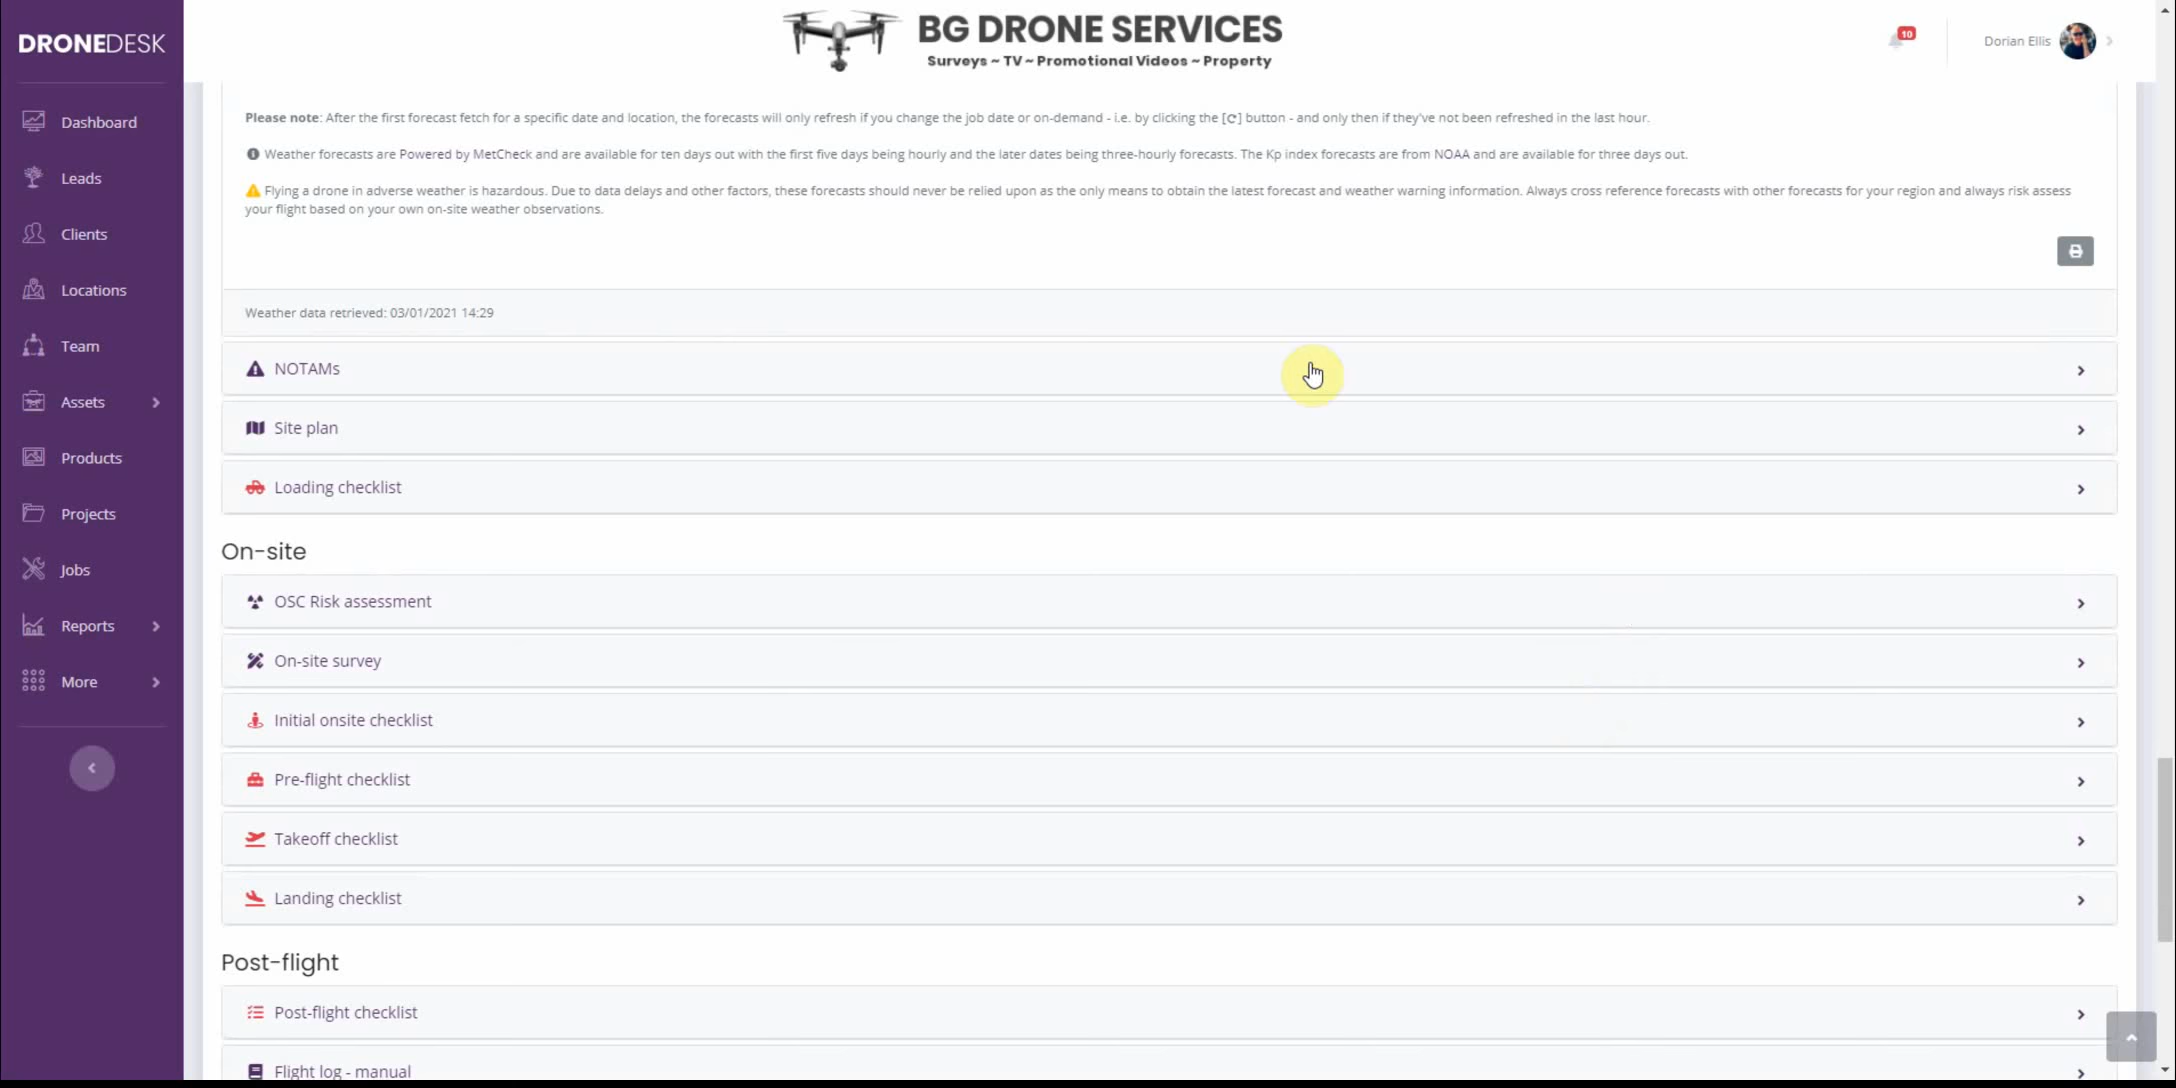 DRONEDESK
BG DRONE SERVICES
Surveys ~ TV ~ Promotional Videos ~ Property
10
Dorian Ellis
Dashboard
Leads
Clients
Locations
Team
Assets
Products
Projects
Jobs
Reports
More
Please note: After the first forecast fetch for a specific date and location, the forecasts will only refresh if you change the job date or on-demand - i.e. by clicking the [⟳] button - and only then if they've not been refreshed in the last hour.
Weather forecasts are Powered by MetCheck and are available for ten days out with the first five days being hourly and the later dates being three-hourly forecasts. The Kp index forecasts are from NOAA and are available for three days out.
Flying a drone in adverse weather is hazardous. Due to data delays and other factors, these forecasts should never be relied upon as the only means to obtain the latest forecast and weather warning information. Always cross reference forecasts with other forecasts for your region and always risk assess
your flight based on your own on-site weather observations.
Weather data retrieved: 03/01/2021 14:29
NOTAMs
Site plan
Loading checklist
On-site
OSC Risk assessment
On-site survey
Initial onsite checklist
Pre-flight checklist
Takeoff checklist
Landing checklist
Post-flight
Post-flight checklist
Flight log - manual